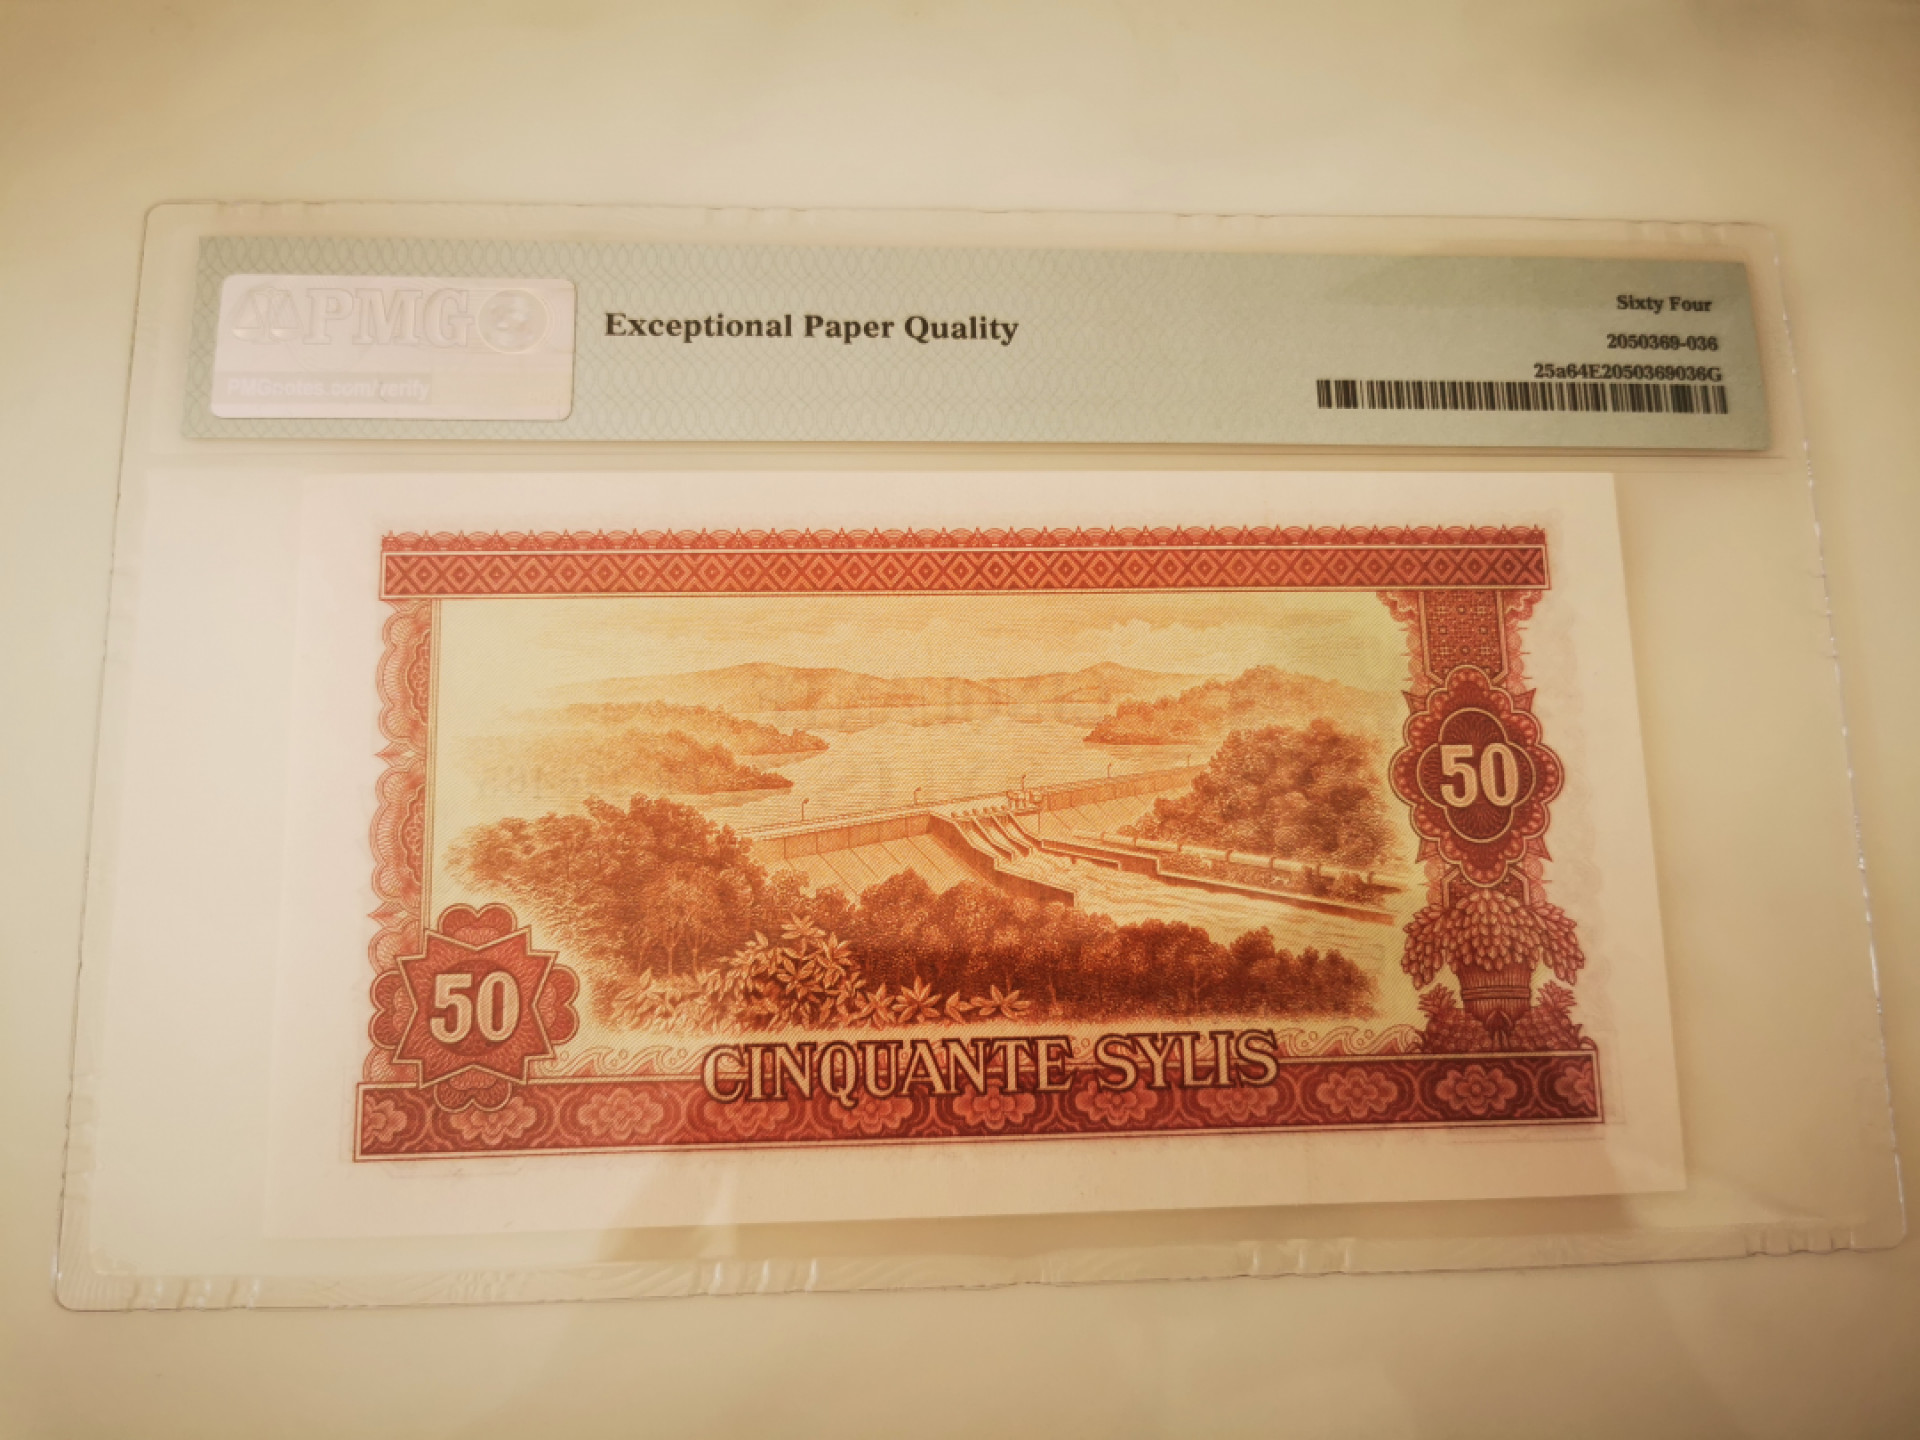 PMG
PMGnotes.com/verify
Exceptional Paper Quality
Sixty Four
2050369-036
25a64E2050369036G
50
50
CINQUANTE SYLIS